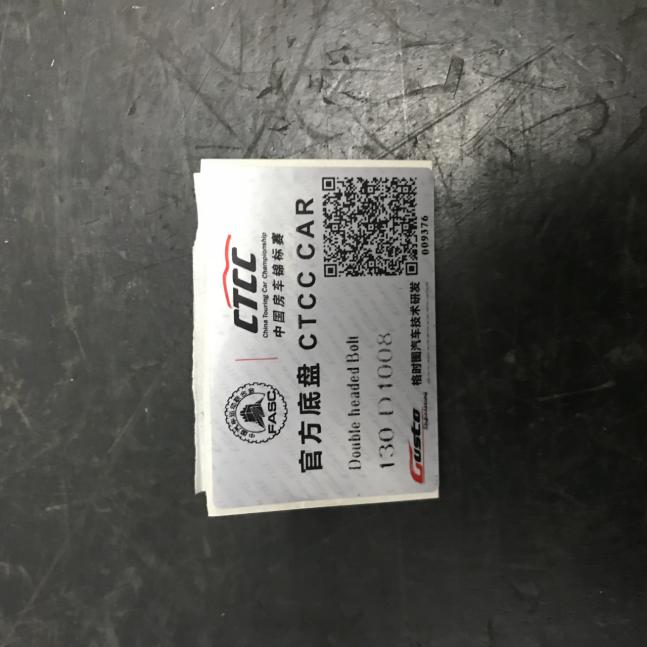 FASC
CTCC
China Touring Car Championship
中国房车锦标赛
官方底盘 CTCC CAR
Double headed Bolt
130 D1008
Gusto
格时图汽车技术研发
009376